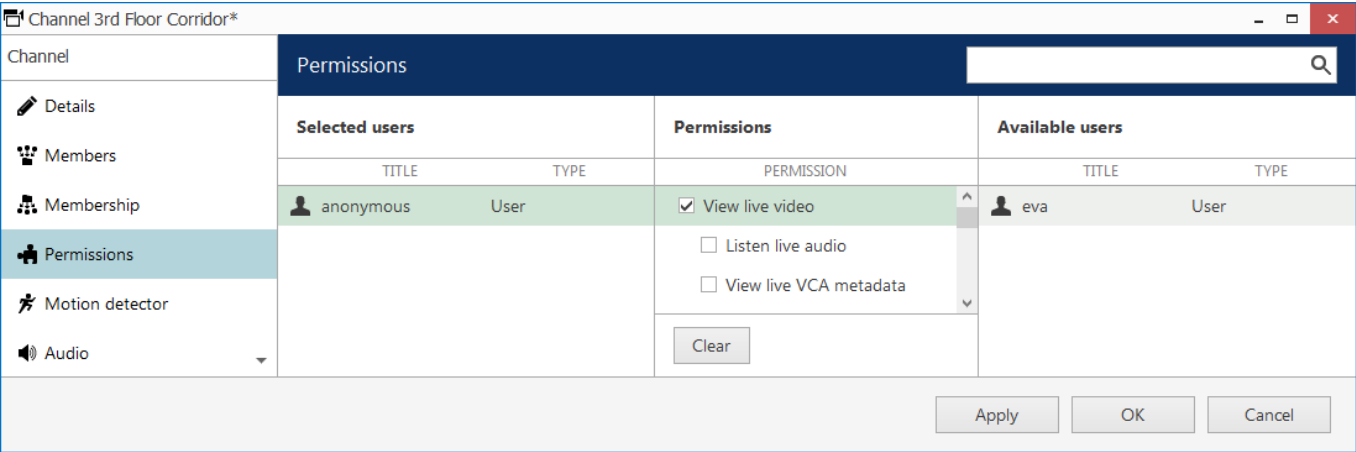 Channel 3rd Floor Corridor*
Channel
Details
Members
Membership
Permissions
Motion detector
Audio
Permissions
Selected users
TITLE TYPE
anonymous User
Permissions
PERMISSION
View live video
Listen live audio
View live VCA metadata
Clear
Available users
TITLE TYPE
eva User
Apply OK Cancel